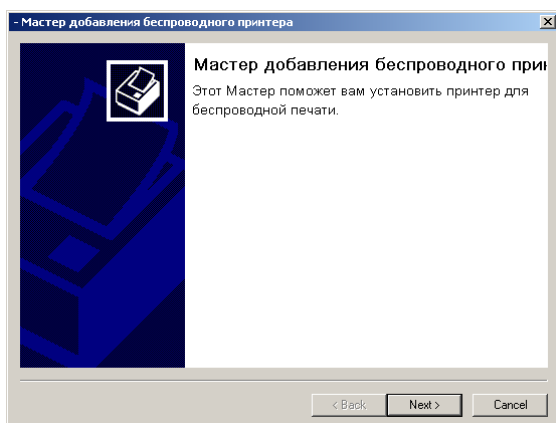 - Мастер добавления беспроводного принтера
Мастер добавления беспроводного
Этот Мастер поможет вам установить принтер для
беспроводной печати.
< Back Next > Cancel